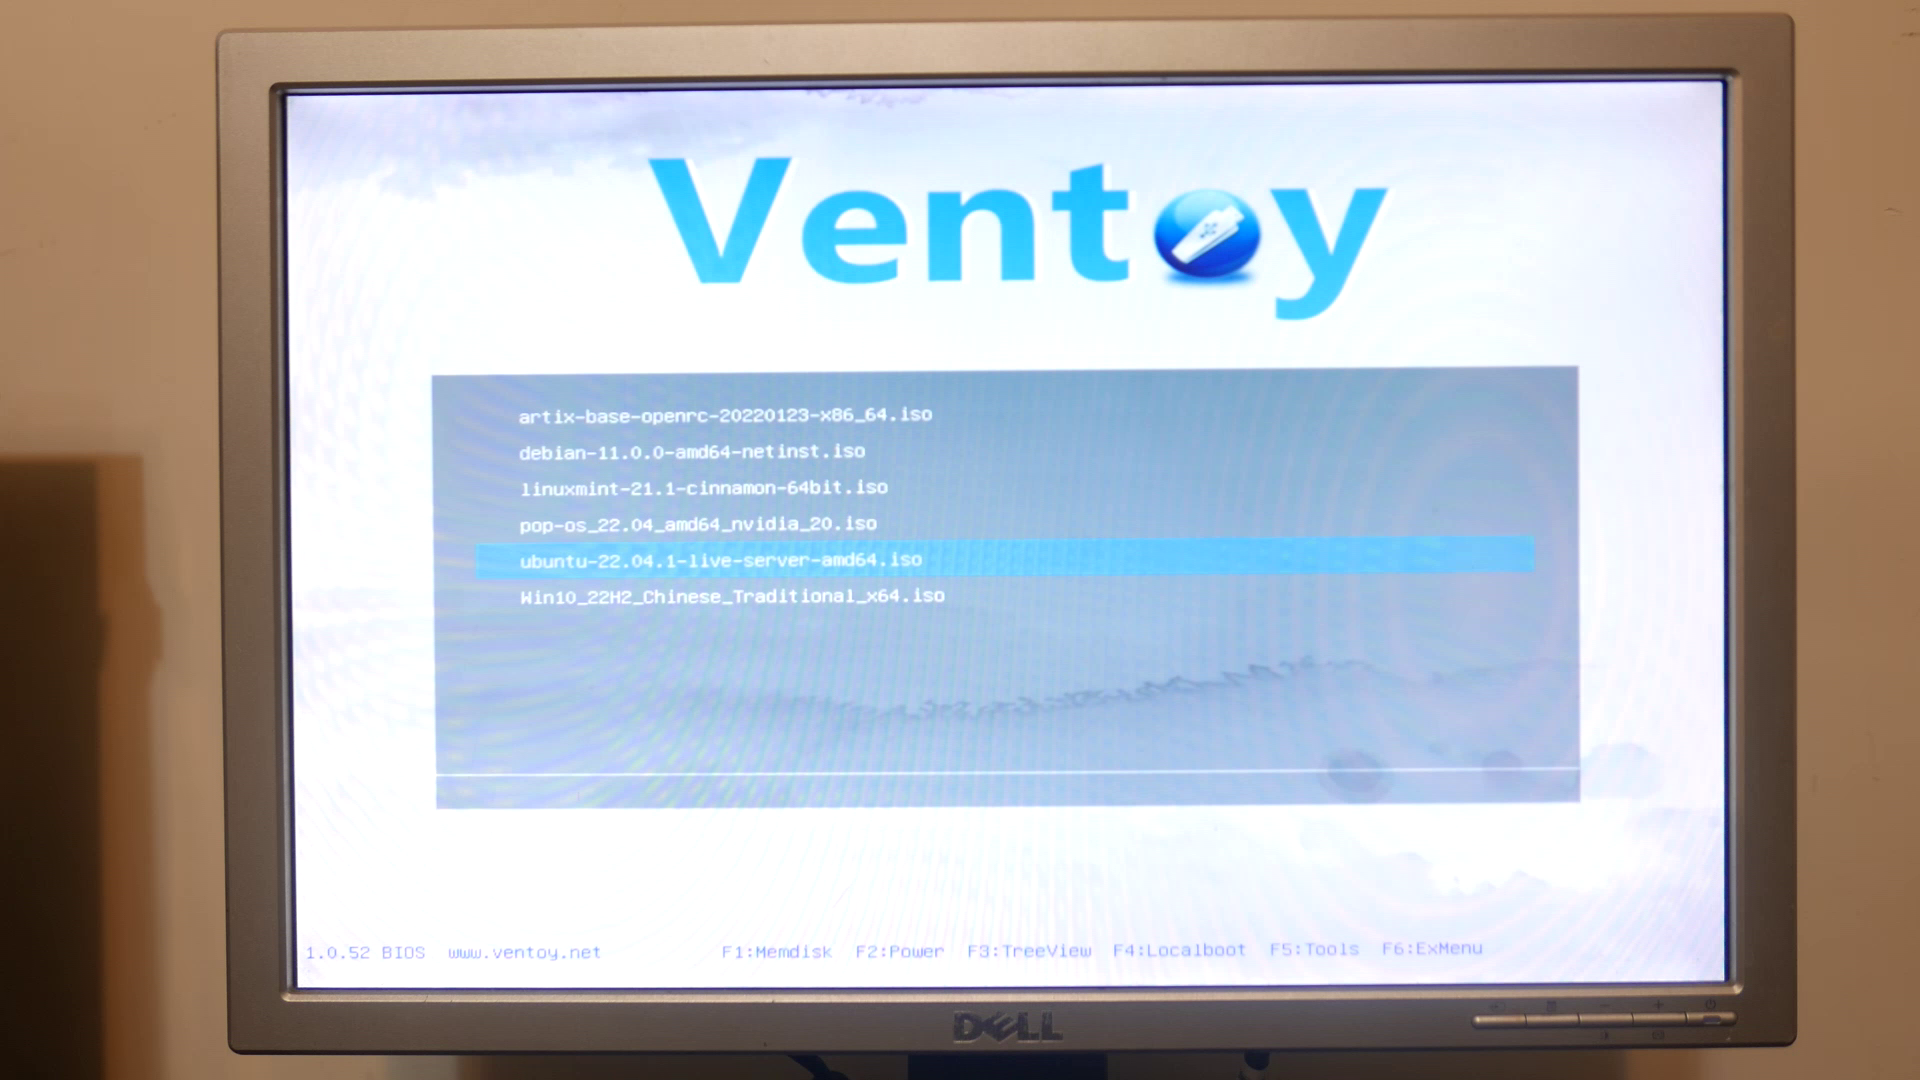 Ventoy
artix-base-openrc-20220123-x86_64.iso
debian-11.0.0-amd64-netinst.iso
linuxmint-21.1-cinnamon-64bit.iso
pop-os_22.04_amd64_nvidia_20.iso
ubuntu-22.04.1-live-server-amd64.iso
Win10_22H2_Chinese_Traditional_x64.iso
1.0.52 BIOS www.ventoy.net F1:Memdisk F2:Power F3:TreeView F4:Localboot F5:Tools F6:ExMenu
DELL